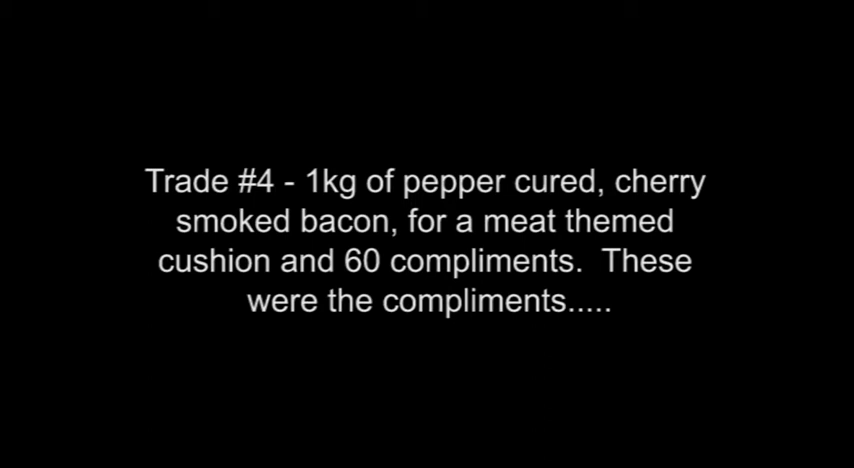 Trade #4 - 1kg of pepper cured, cherry
smoked bacon, for a meat themed
cushion and 60 compliments.  These
were the compliments.....